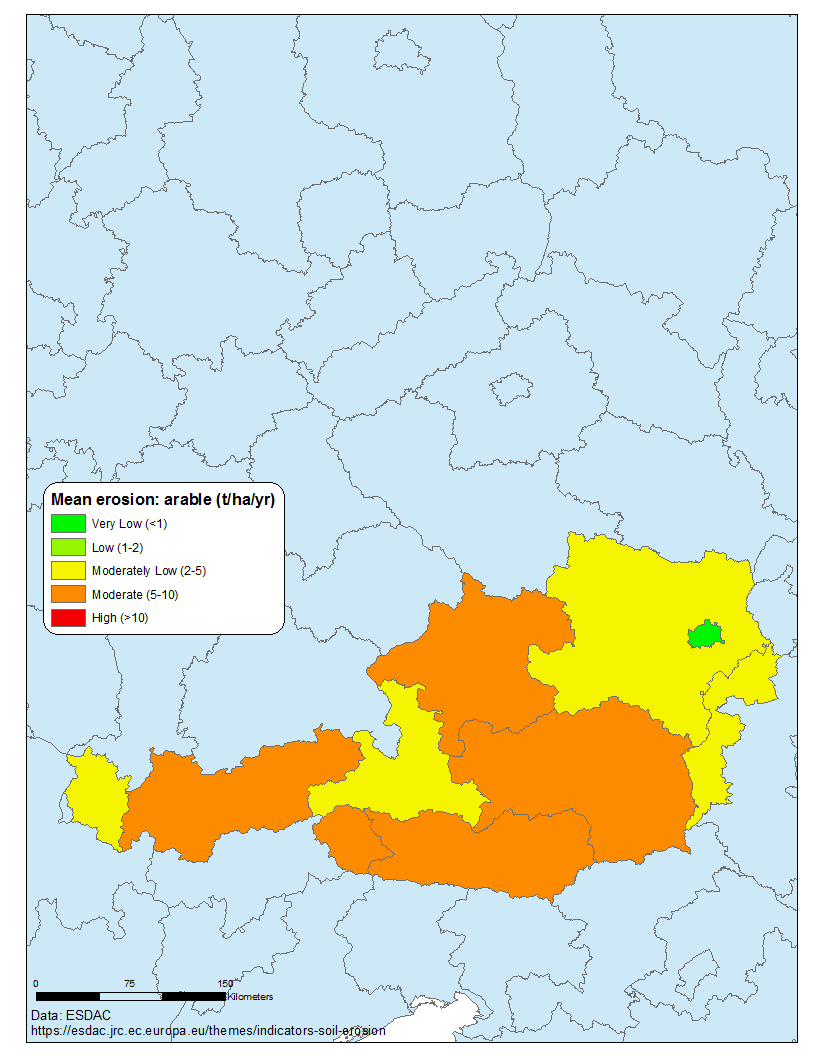 Mean erosion: arable (t/ha/yr)
Very Low (<1)
Low (1-2)
Moderately Low (2-5)
Moderate (5-10)
High (>10)
0 75 150
Kilometers
Data: ESDAC
https://esdac.jrc.ec.europa.eu/themes/indicators-soil-erosion